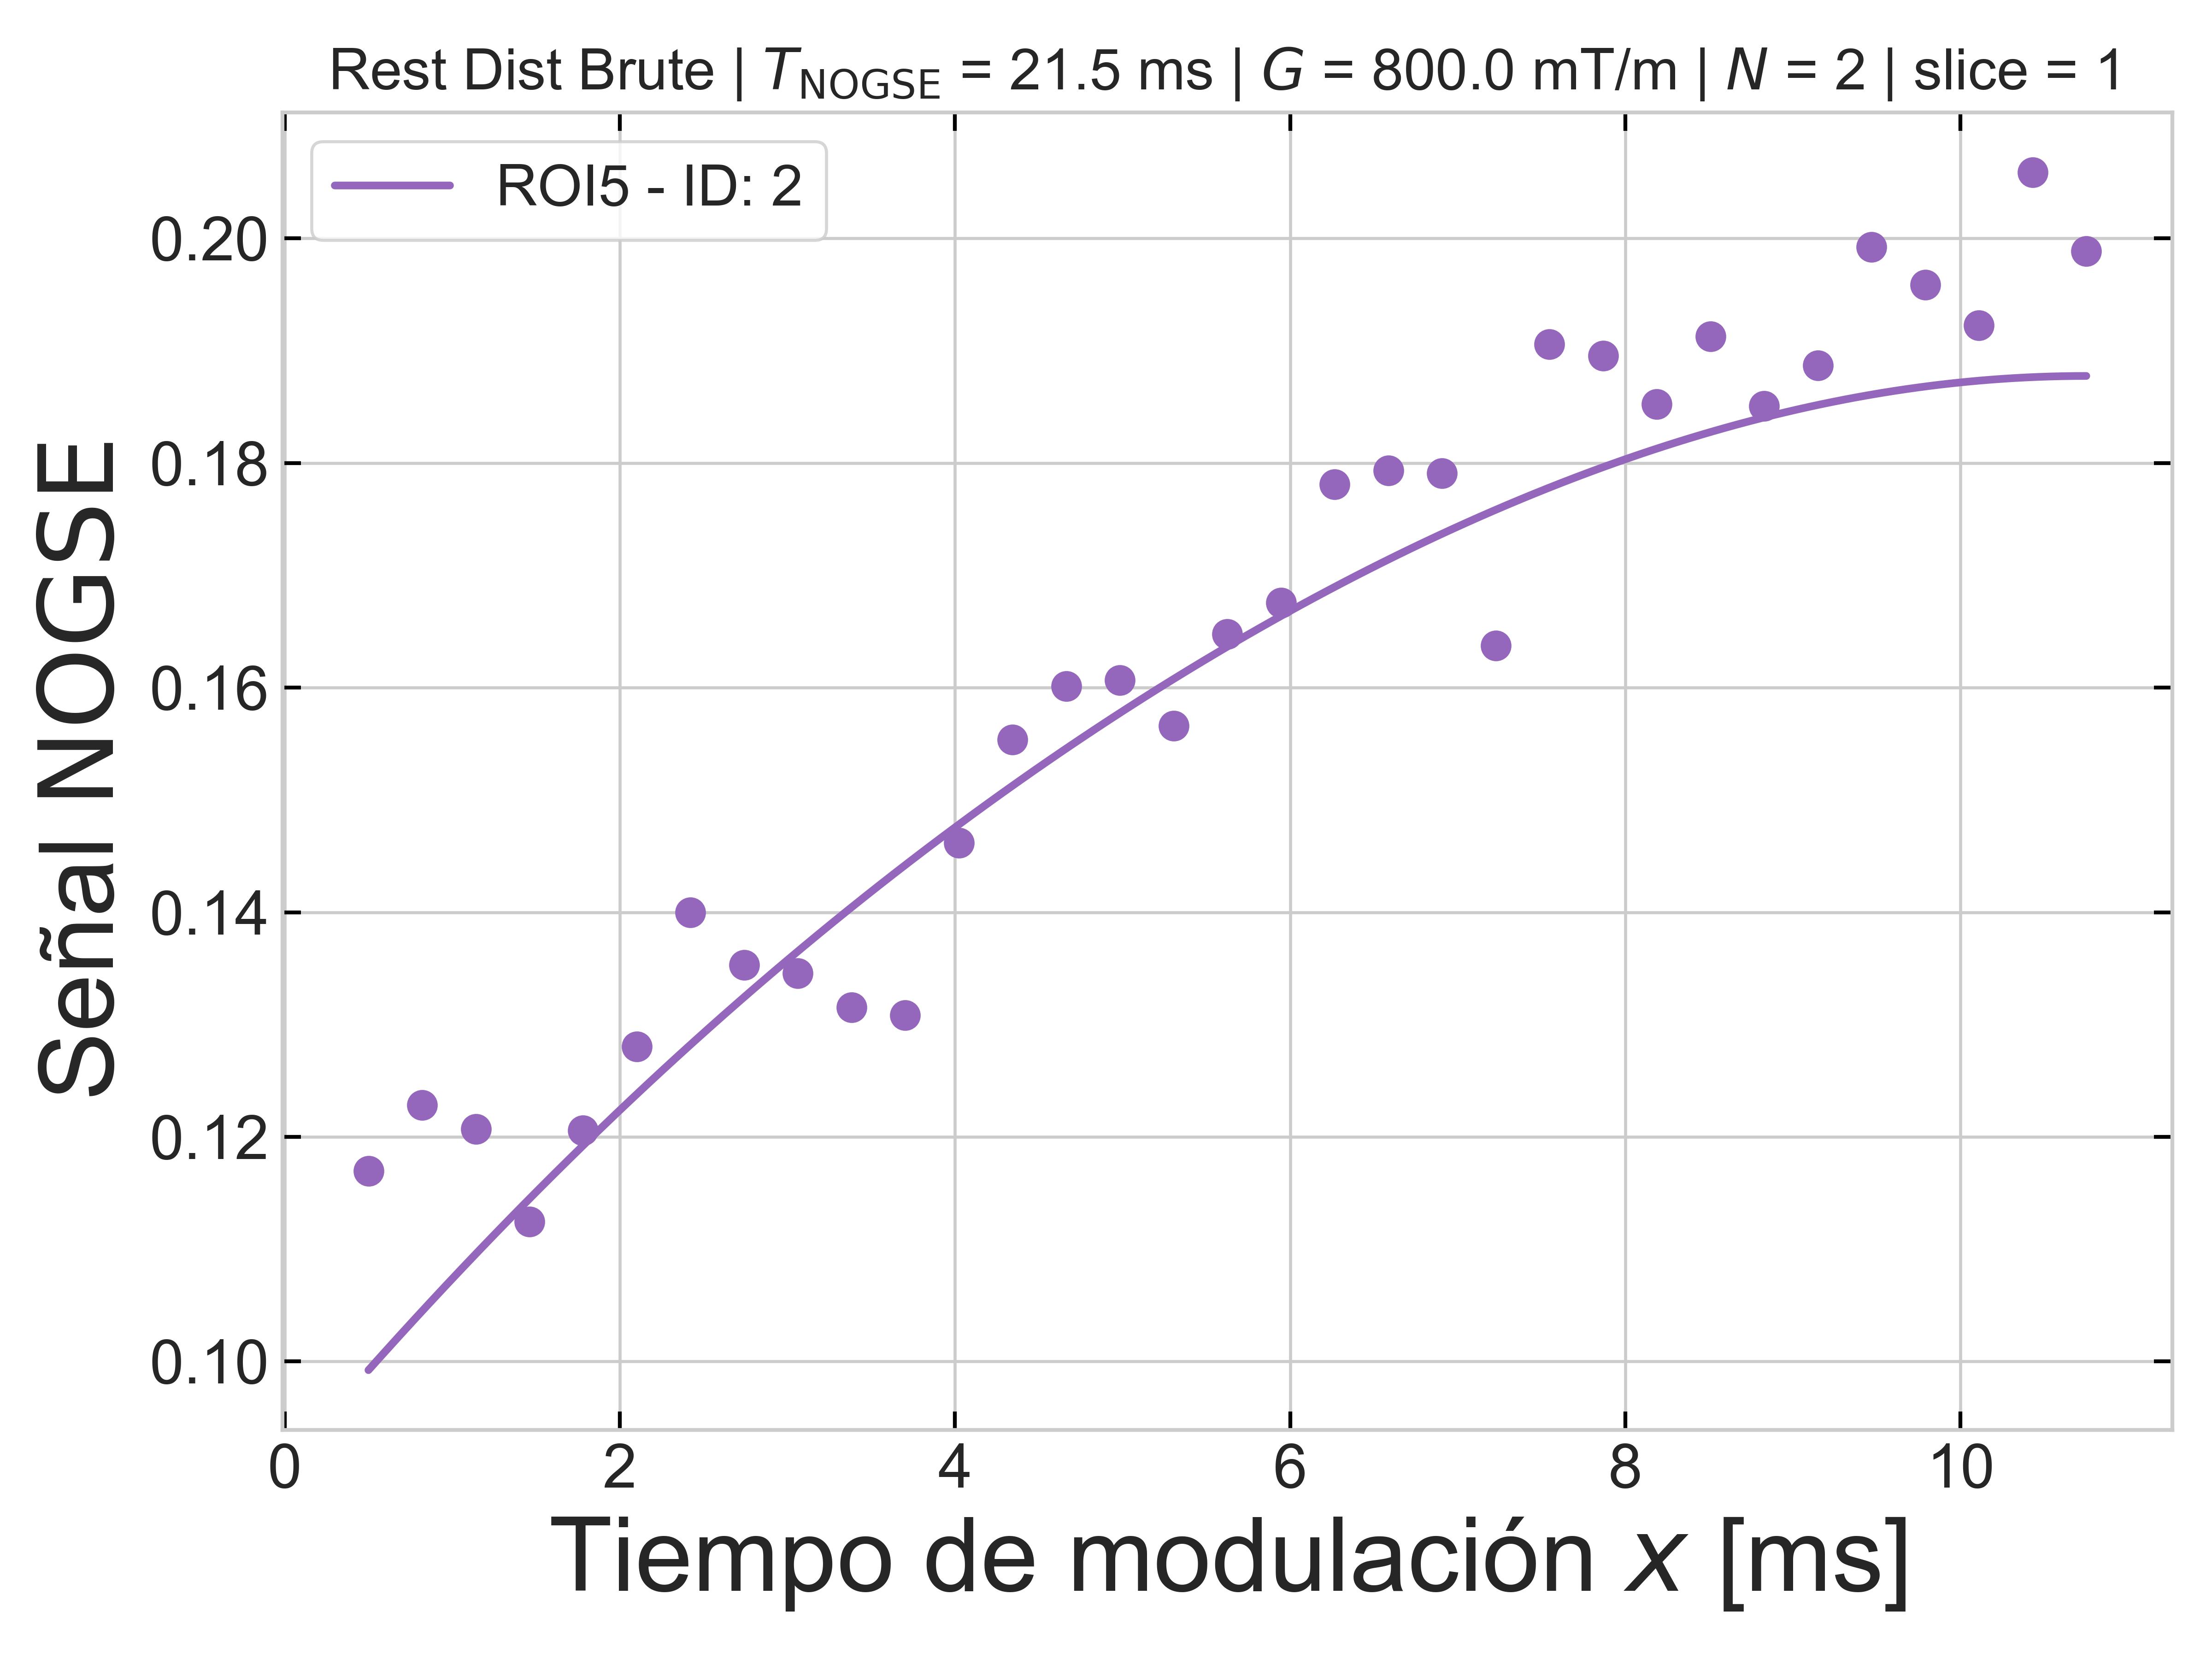 Rest Dist Brute | T_NOGSE = 21.5 ms | G = 800.0 mT/m | N = 2 | slice = 1
ROI5 - ID: 2
0.20
0.18
0.16
0.14
0.12
0.10
Señal NOGSE
0 2 4 6 8 10
Tiempo de modulación x [ms]